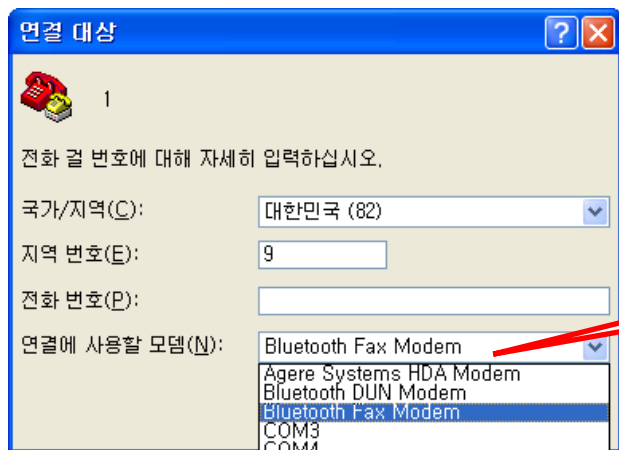 연결 대상
1
전화 걸 번호에 대해 자세히 입력하십시오.
국가/지역(C): 대한민국 (82)
지역 번호(E): 9
전화 번호(P):
연결에 사용할 모뎀(N): Bluetooth Fax Modem
Agere Systems HDA Modem
Bluetooth DUN Modem
Bluetooth Fax Modem
COM3
COM4